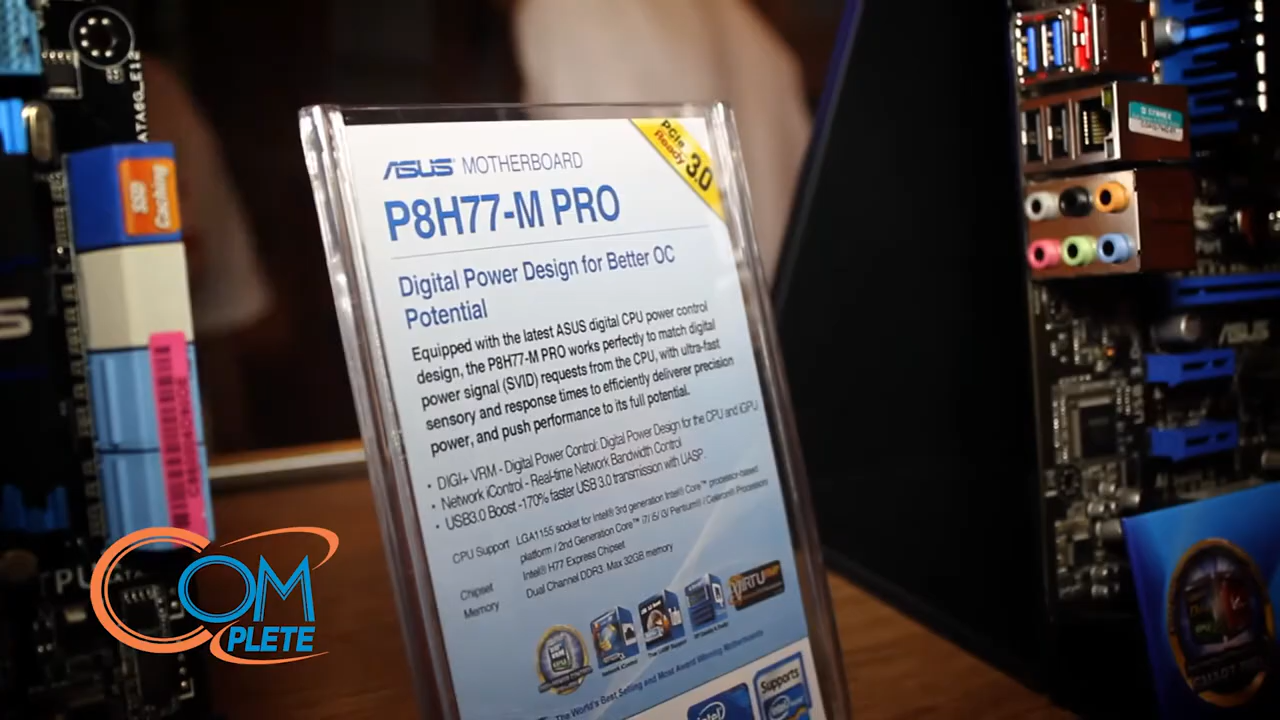 ASUS MOTHERBOARD
PCIe 3.0
Ready
P8H77-M PRO
Digital Power Design for Better OC
Potential
Equipped with the latest ASUS digital CPU power control
design, the P8H77-M PRO works perfectly to match digital
power signal (SVID) requests from the CPU, with ultra-fast
sensory and response times to efficiently deliverer precision
power, and push performance to its full potential.
• DIGI+ VRM - Digital Power Control: Digital Power Design for the CPU and iGPU
• Network iControl - Real-time Network Bandwidth Control
• USB3.0 Boost -170% faster USB 3.0 transmission with UASP.
CPU Support LGA1155 socket for Intel® 3rd generation Intel® Core™ processor-based
platform / 2nd Generation Core™ i7/ i5/ i3/ Pentium® / Celeron® Processors
Chipset Intel® H77 Express Chipset
Memory Dual Channel DDR3. Max 32GB memory
The World's Best Selling and Most Award Winning Motherboards
intel
Supports
SSD
Caching
SATA6G_E12
ASUS
COM
PLETE